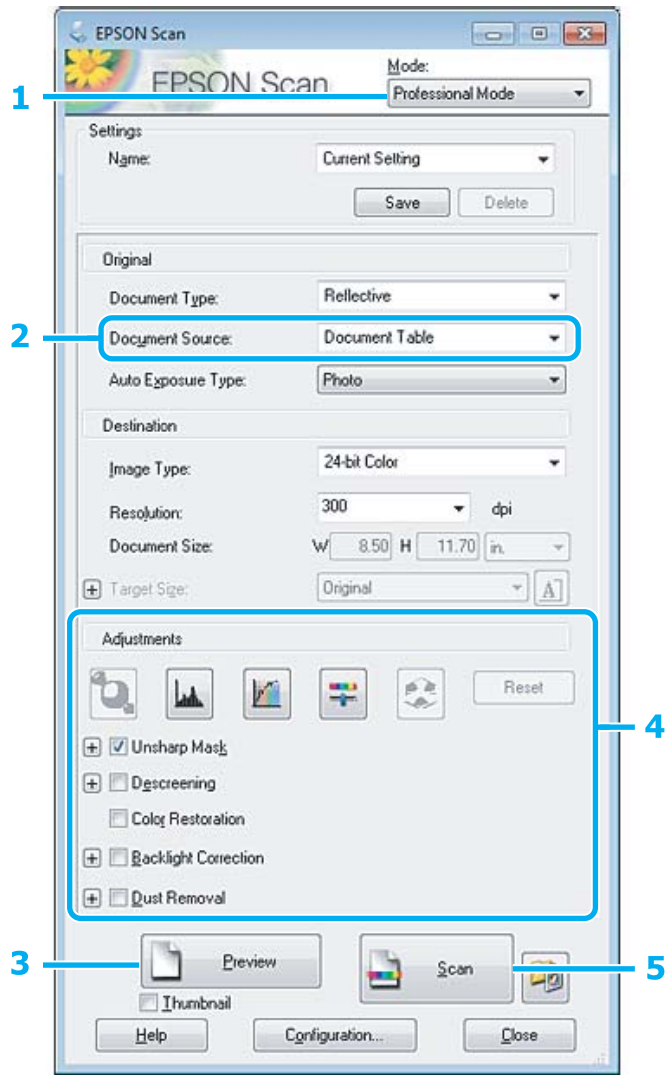 EPSON Scan
EPSON Scan
Mode:
1
Professional Mode
Settings
Name:
Current Setting
Save
Delete
Original
Document Type:
Reflective
2
Document Source:
Document Table
Auto Exposure Type:
Photo
Destination
Image Type:
24-bit Color
Resolution:
300
dpi
Document Size:
W
8.50
H
11.70
in.
Target Size:
Original
A
Adjustments
Reset
4
Unsharp Mask
Descreening
Color Restoration
Backlight Correction
Dust Removal
3
Preview
Scan
5
Thumbnail
Help
Configuration...
Close